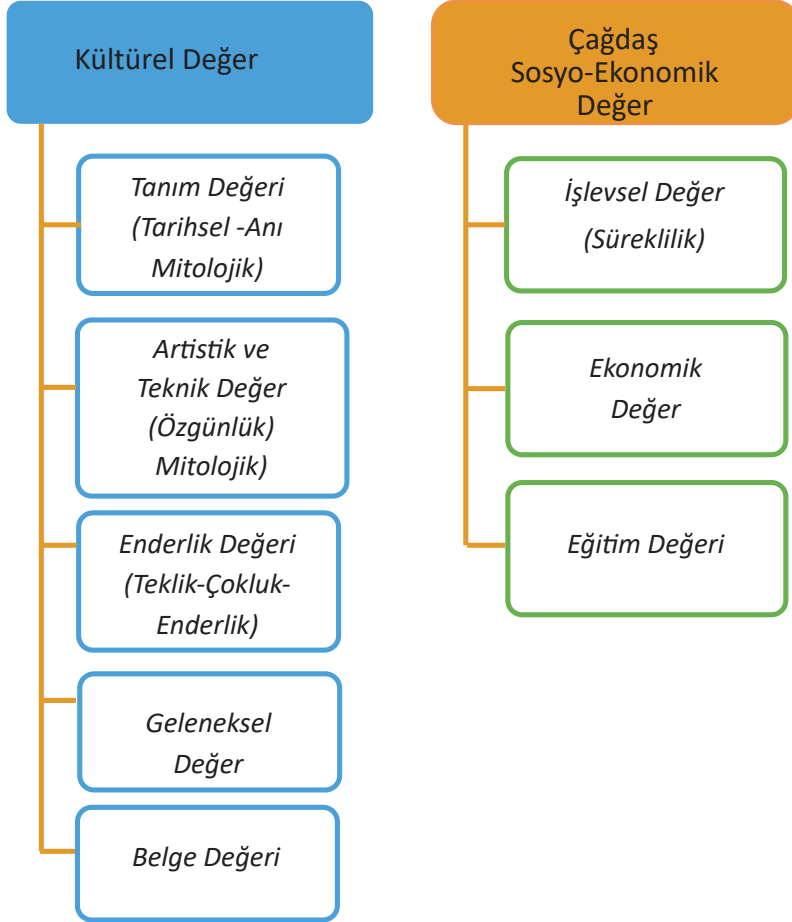 Kültürel Değer
Tanım Değeri
(Tarihsel -Anı
Mitolojik)
Artistik ve
Teknik Değer
(Özgünlük)
Mitolojik)
Enderlik Değeri
(Teklik-Çokluk-
Enderlik)
Geleneksel
Değer
Belge Değeri
Çağdaş
Sosyo-Ekonomik
Değer
İşlevsel Değer
(Süreklilik)
Ekonomik
Değer
Eğitim Değeri